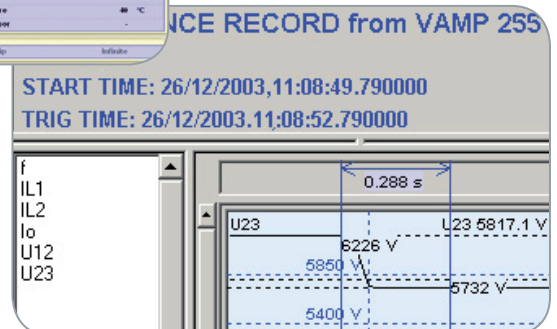 40 °C
-
Infinite
NCE RECORD from VAMP 255
START TIME: 26/12/2003,11:08:49.790000
TRIG TIME: 26/12/2003.11:08:52.790000
f
IL1
IL2
Io
U12
U23
0.288 s
U23 U23 5817.1 V
6226 V
5850 V
5732 V
5400 V